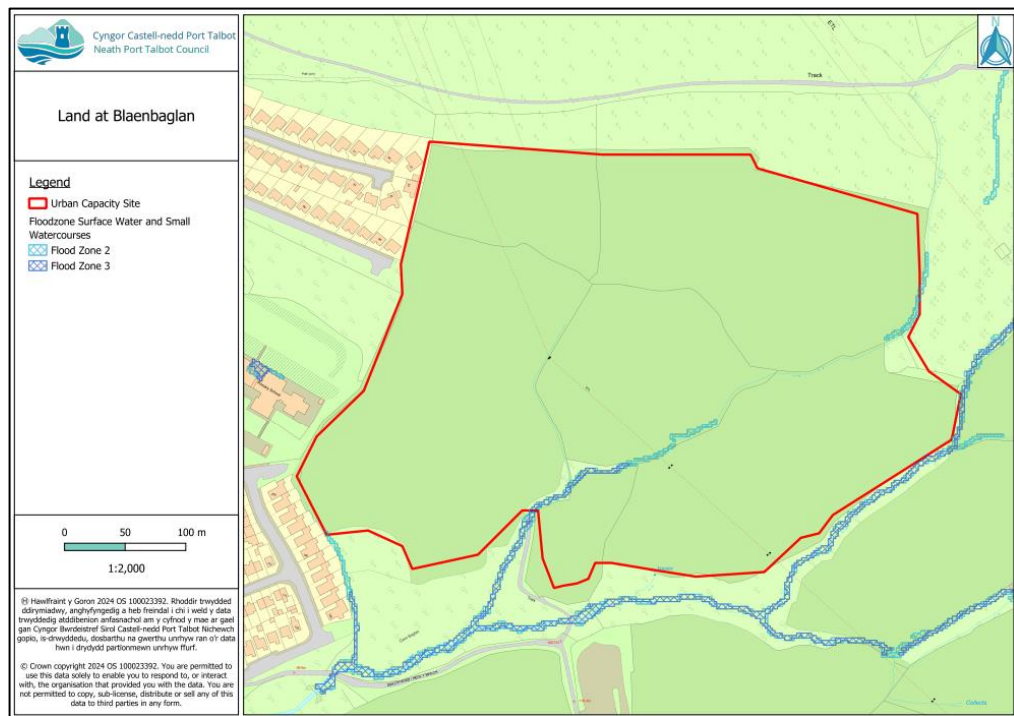 Cyngor Castell-nedd Port Talbot
Neath Port Talbot Council
Land at Blaenbaglan
Legend
Urban Capacity Site
Floodzone Surface Water and Small
Watercourses
Flood Zone 2
Flood Zone 3
0 50 100 m
1:2,000
Hawlfraint y Goron 2024 OS 100023392. Rhoddir trwydded
ddirymiadwy, anghyfyngedig a heb freindal i chi i weld y data
trwyddedig atddibenion anfasnachol am y cyfnod y mae ar gael
gan Cyngor Bwrdeistref Sirol Castell-nedd Port Talbot Nichewch
gopio, is-drwyddedu, dosbarthu na gwerthu unrhyw ran o'r data
hwn i drydydd partionmewn unrhyw ffurf.
© Crown copyright 2024 OS 100023392. You are permitted to
use this data solely to enable you to respond to, or interact
with, the organisation that provided you with the data. You are
not permitted to copy, sub-license, distribute or sell any of this
data to third parties in any form.
N
ETL
Track